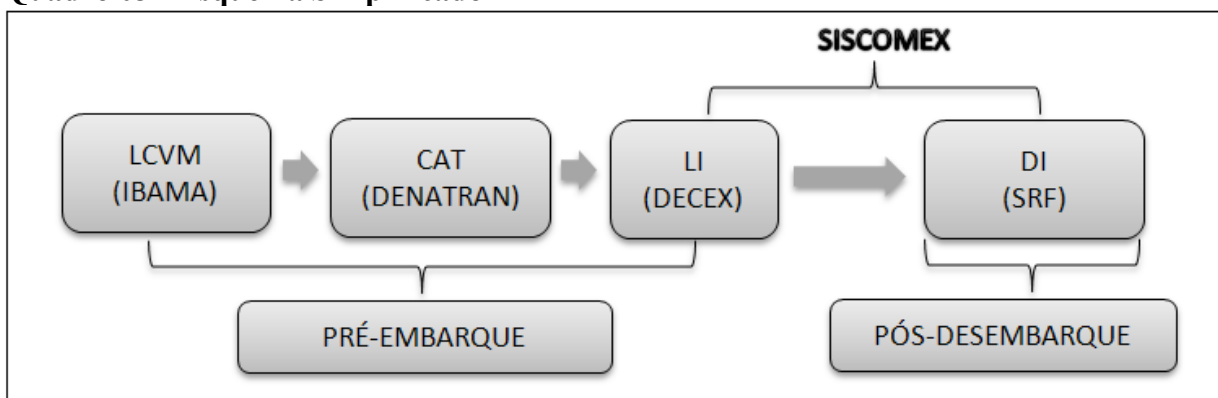 SISCOMEX
LCVM
(IBAMA)
CAT
(DENATRAN)
LI
(DECEX)
DI
(SRF)
PRÉ-EMBARQUE
PÓS-DESEMBARQUE